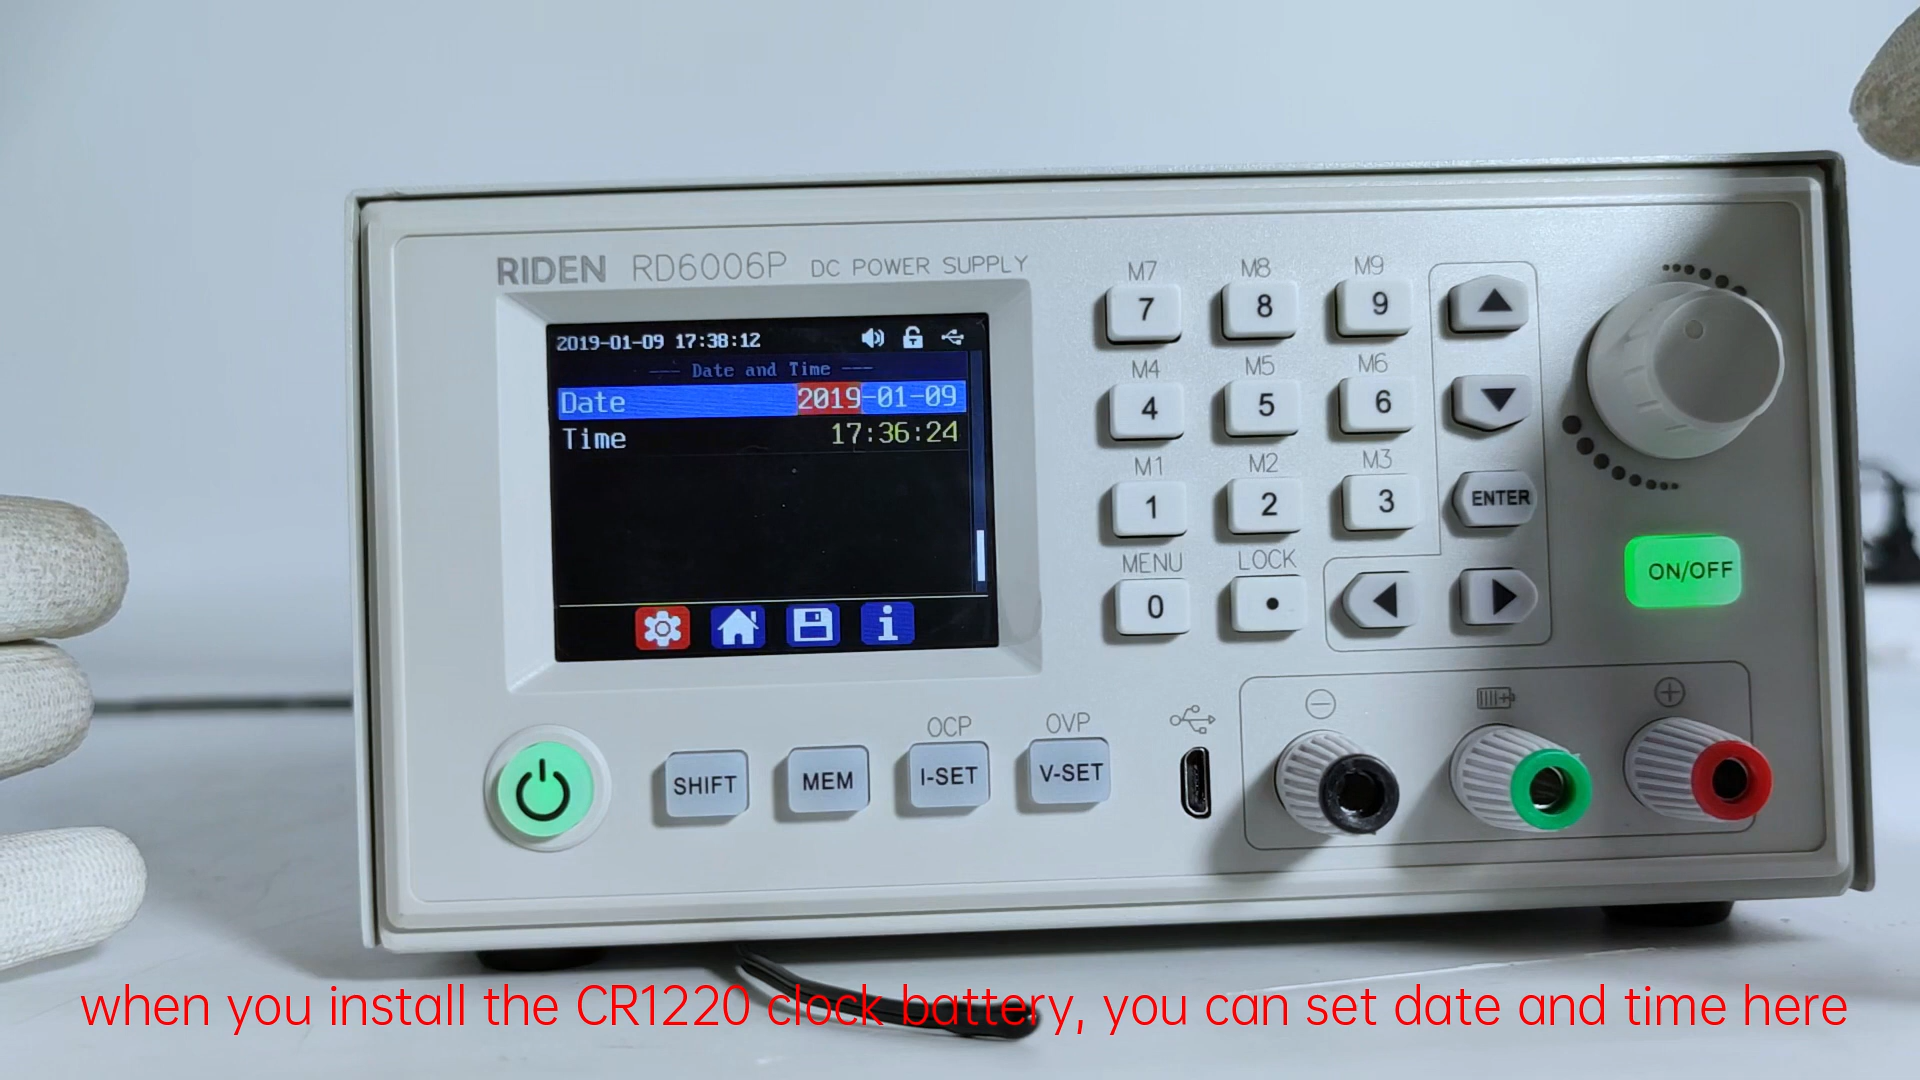 RIDEN RD6006P DC POWER SUPPLY
2019-01-09 17:38:12
--- Date and Time ---
Date 2019-01-09
Time 17:36:24
M7 M8 M9
7 8 9
M4 M5 M6
4 5 6
M1 M2 M3
1 2 3
ENTER
MENU LOCK
0 •
ON/OFF
OCP OVP
SHIFT MEM I-SET V-SET
when you install the CR1220 clock battery, you can set date and time here